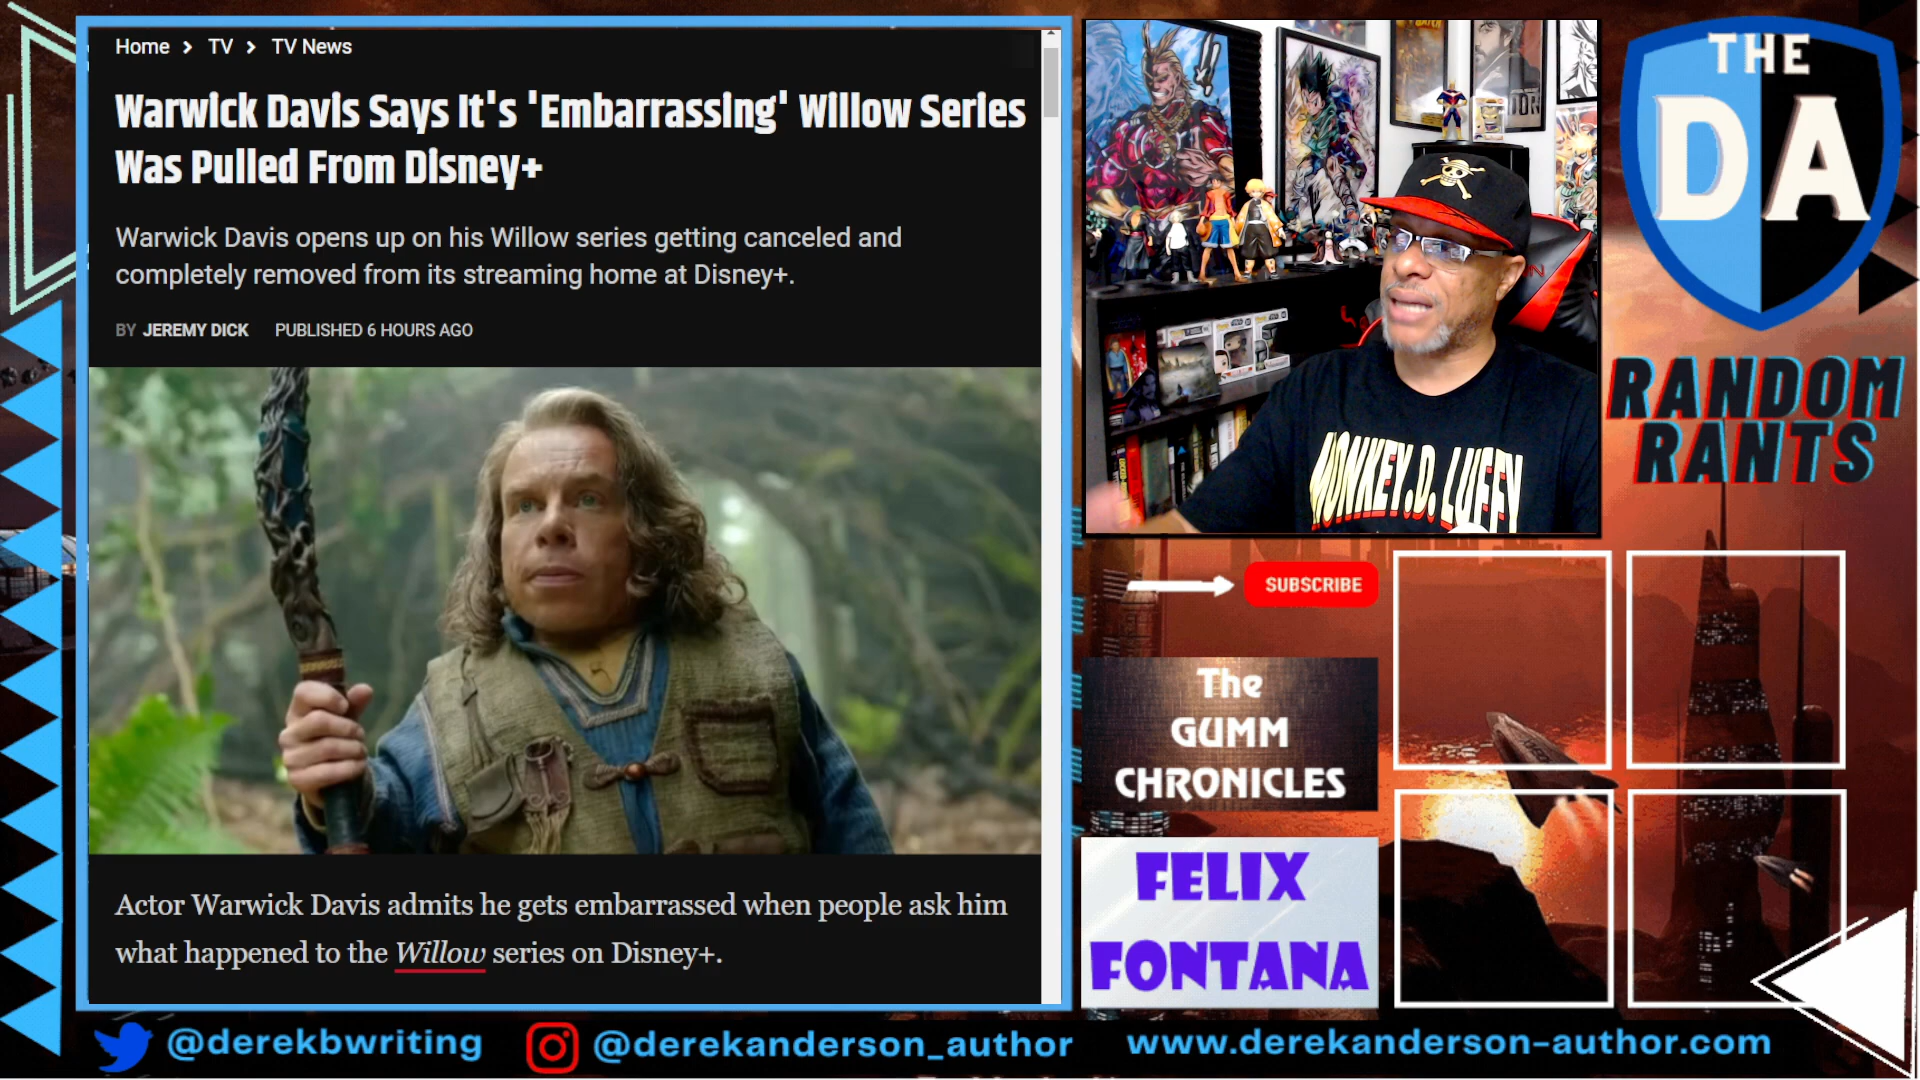 Home > TV > TV News
Warwick Davis Says It's 'Embarrassing' Willow Series
Was Pulled From Disney+
Warwick Davis opens up on his Willow series getting canceled and
completely removed from its streaming home at Disney+.
BY JEREMY DICK PUBLISHED 6 HOURS AGO
Actor Warwick Davis admits he gets embarrassed when people ask him
what happened to the Willow series on Disney+.
MONKEY.D. LUFFY
THE
DA
RANDOM
RANTS
SUBSCRIBE
The
GUMM
CHRONICLES
FELIX
FONTANA
@derekbwriting
@derekanderson_author
www.derekanderson-author.com